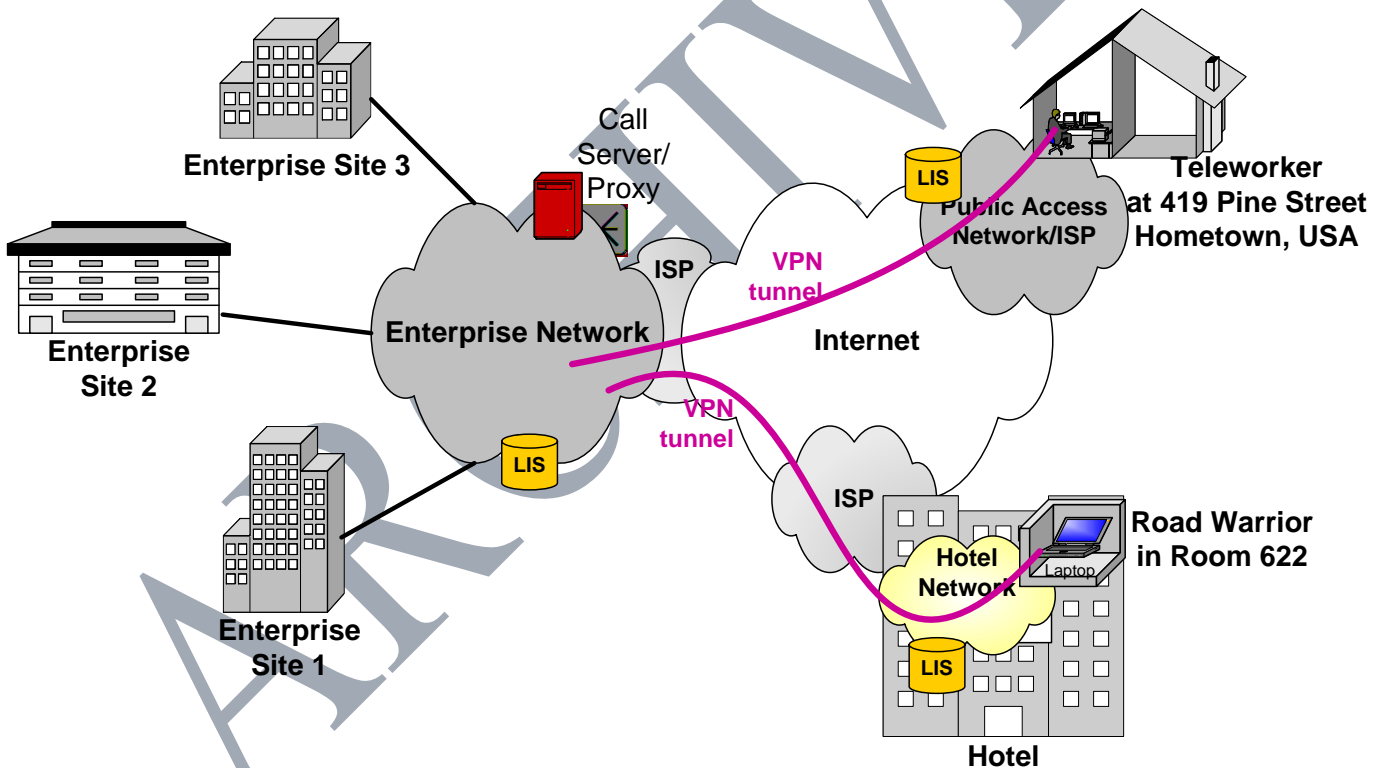 Enterprise Site 3
Call
Server/
Proxy
LIS
Teleworker
at 419 Pine Street
Hometown, USA
Public Access
Network/ISP
ISP
VPN
tunnel
Enterprise Network
Internet
Enterprise
Site 2
VPN
tunnel
LIS
ISP
Road Warrior
in Room 622
Laptop
Hotel
Network
Enterprise
Site 1
LIS
Hotel